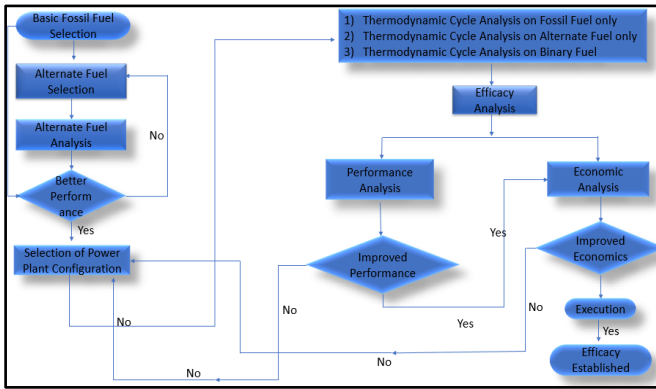 Basic Fossil Fuel
Selection
Alternate Fuel
Selection
Alternate Fuel
Analysis
No
Better
Perform
ance
Yes
Selection of Power
Plant Configuration
No
1) Thermodynamic Cycle Analysis on Fossil Fuel only
2) Thermodynamic Cycle Analysis on Alternate Fuel only
3) Thermodynamic Cycle Analysis on Binary Fuel
Efficacy
Analysis
Performance
Analysis
Economic
Analysis
Yes
Improved
Performance
Improved
Economics
No
Yes
No
No
No
Execution
Yes
Efficacy
Established